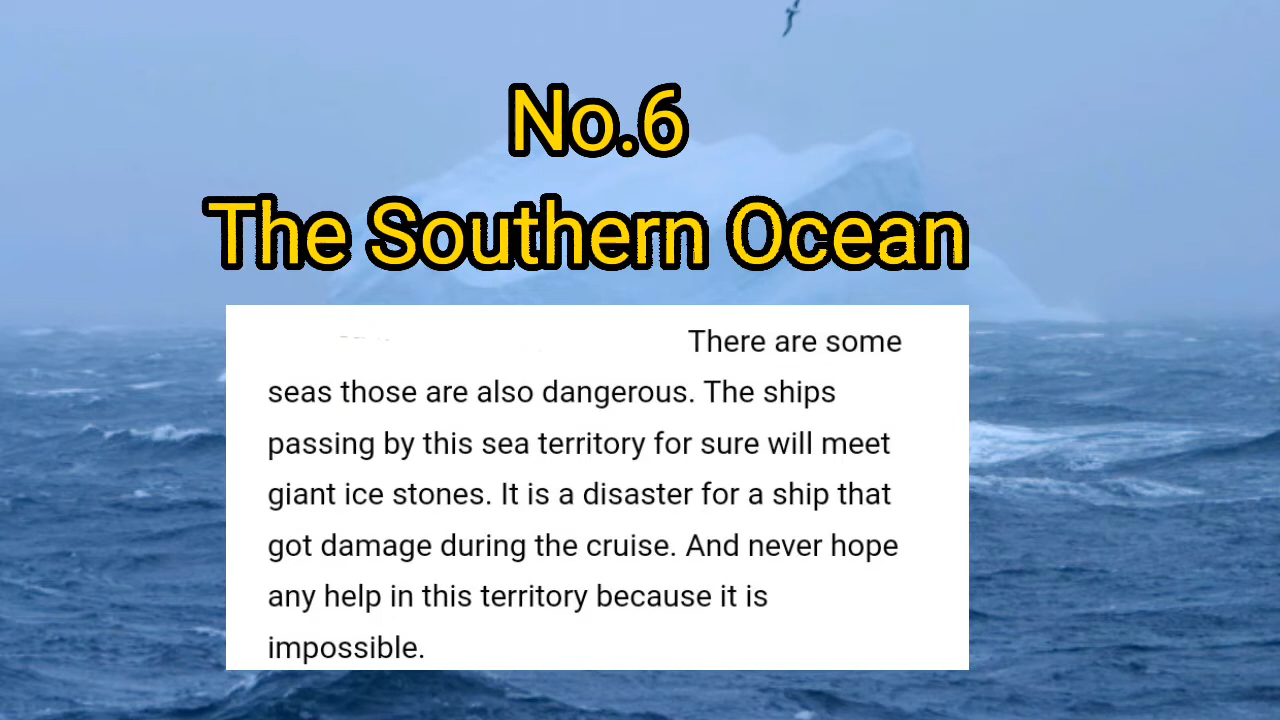 No.6
The Southern Ocean
There are some
seas those are also dangerous. The ships
passing by this sea territory for sure will meet
giant ice stones. It is a disaster for a ship that
got damage during the cruise. And never hope
any help in this territory because it is
impossible.